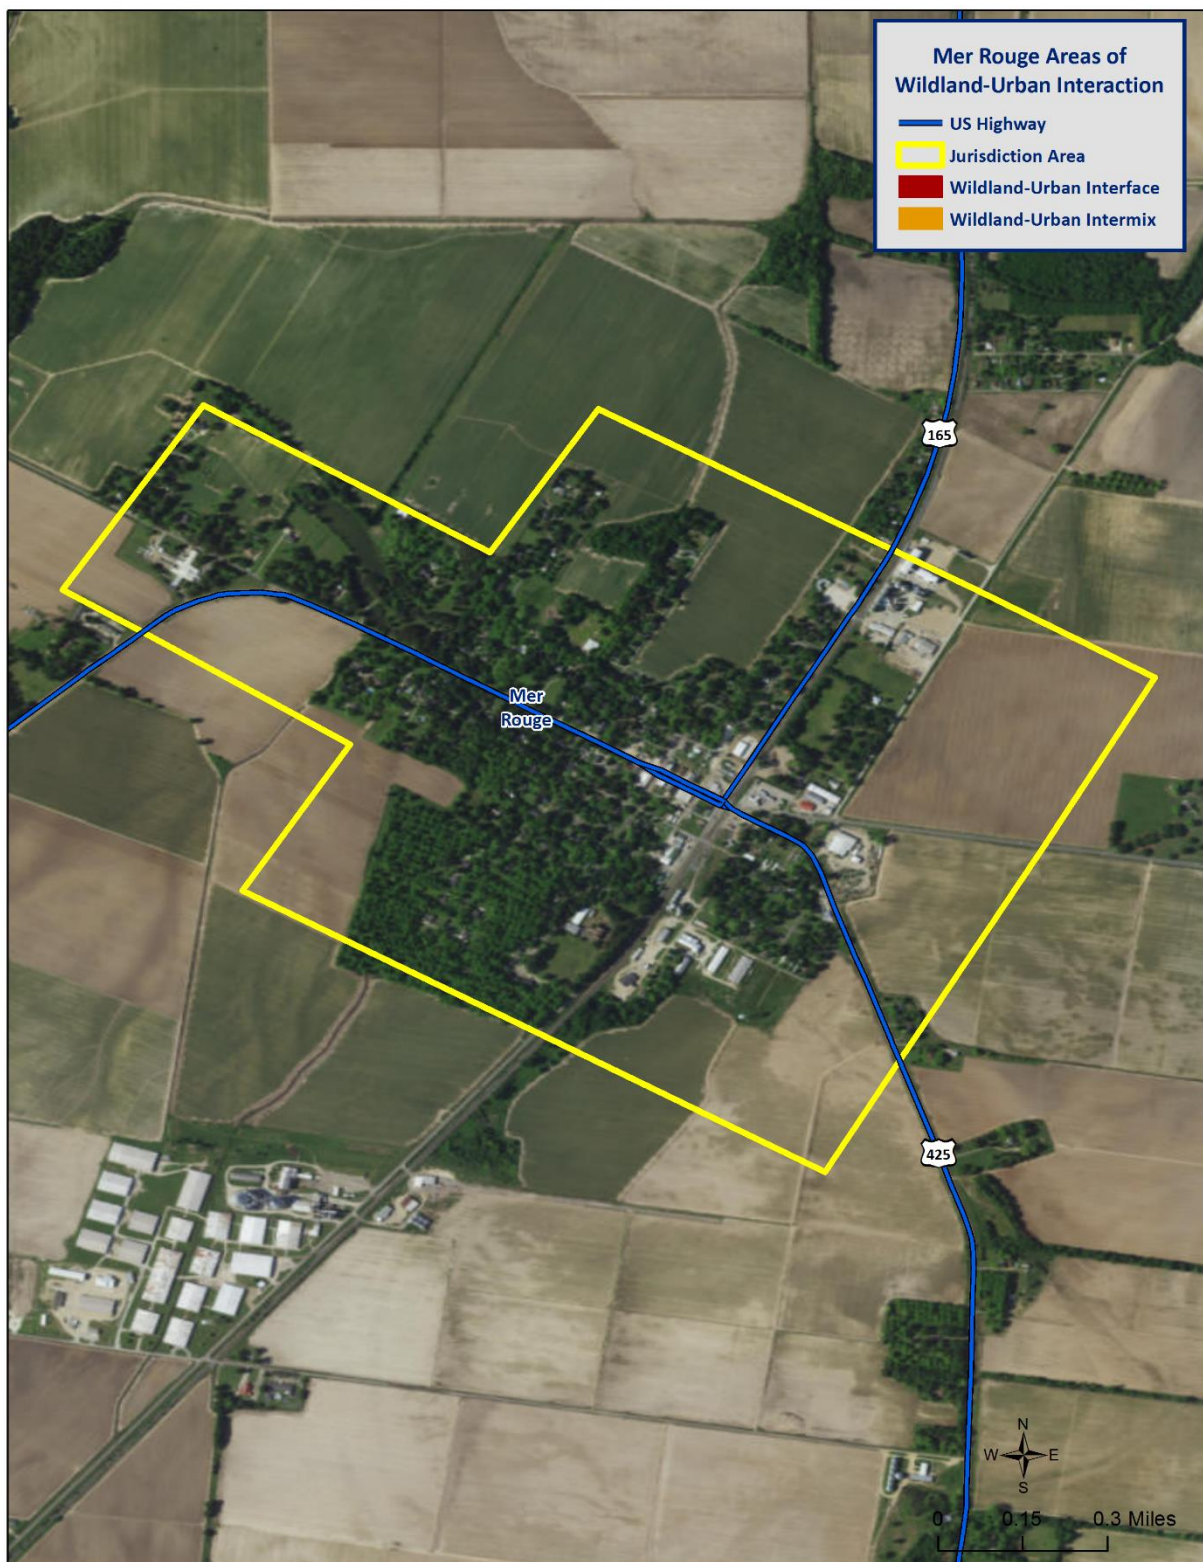 Mer Rouge Areas of
Wildland-Urban Interaction
US Highway
Jurisdiction Area
Wildland-Urban Interface
Wildland-Urban Intermix
165
Mer
Rouge
425
N
W E
S
0 0.15 0.3 Miles